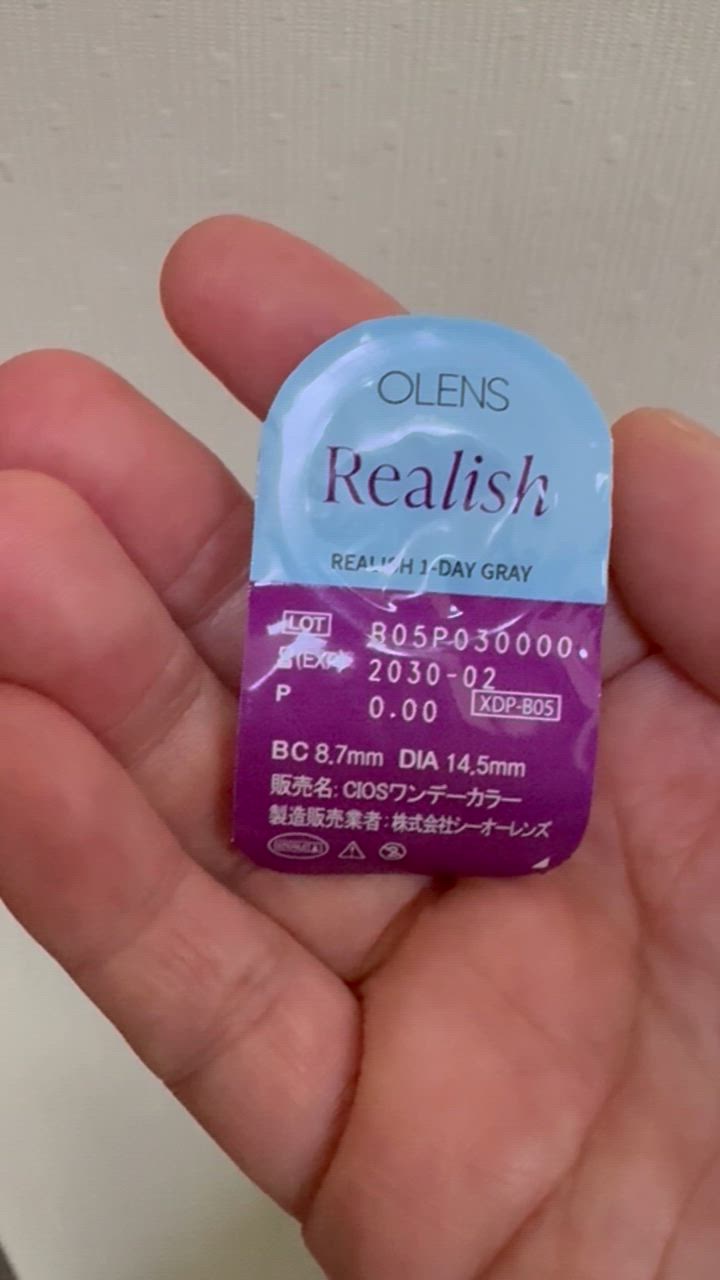 OLENS
Realish
REALISH 1-DAY GRAY
LOT B05P030000
(EXP) 2030-02
P 0.00 XDP-B05
BC 8.7mm DIA 14.5mm
販売名: CIOSワンデーカラー
製造販売業者: 株式会社シーオーレンズ